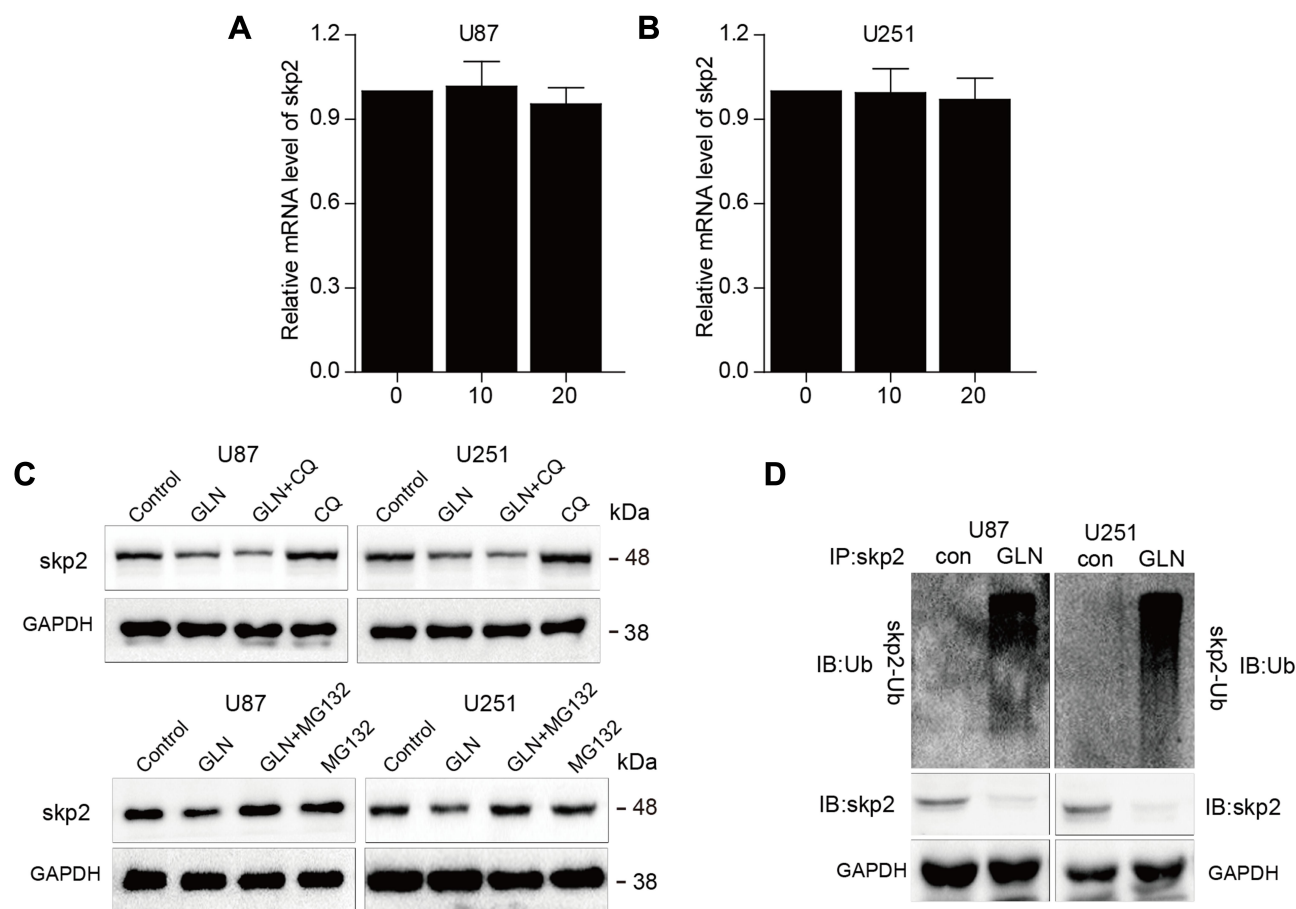 A
U87
Relative mRNA level of skp2
1.2
0.9
0.6
0.3
0.0
0 10 20
B
U251
Relative mRNA level of skp2
1.2
0.9
0.6
0.3
0.0
0 10 20
C
U87 U251
Control GLN GLN+CQ CQ Control GLN GLN+CQ CQ kDa
skp2 - 48
GAPDH - 38
U87 U251
Control GLN GLN+MG132 MG132 Control GLN GLN+MG132 MG132 kDa
skp2 - 48
GAPDH - 38
D
U87 U251
IP:skp2 con GLN con GLN
IB:Ub skp2-Ub skp2-Ub IB:Ub
IB:skp2 IB:skp2
GAPDH GAPDH